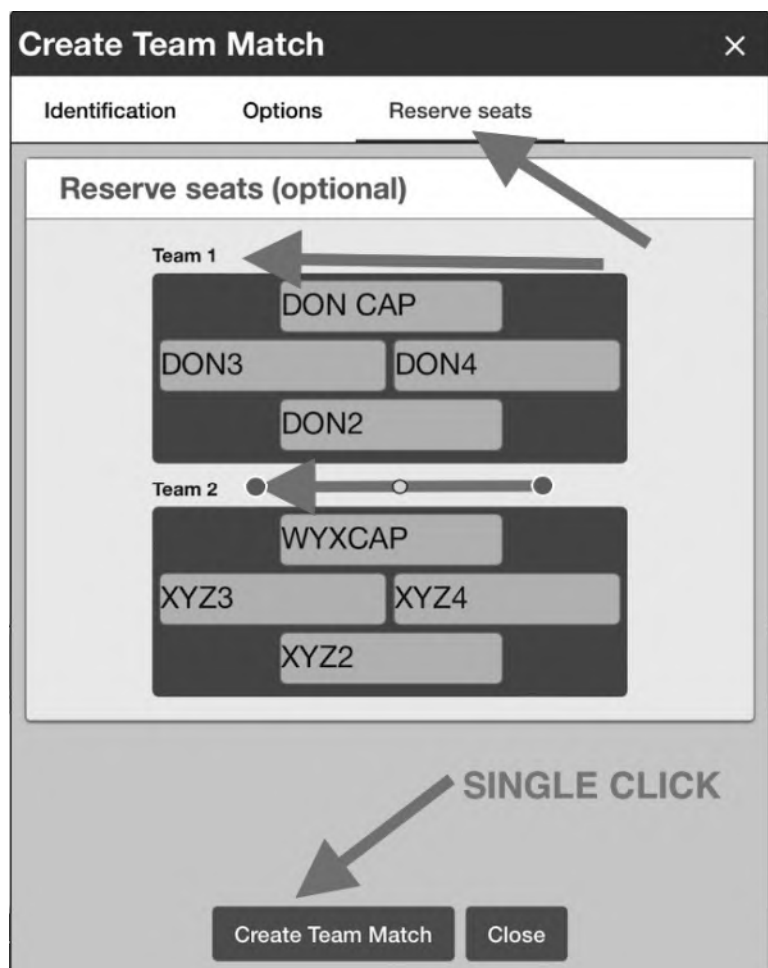 Create Team Match ×
Identification Options Reserve seats
Reserve seats (optional)
Team 1
DON CAP
DON3 DON4
DON2
Team 2
WYXCAP
XYZ3 XYZ4
XYZ2
SINGLE CLICK
Create Team Match Close